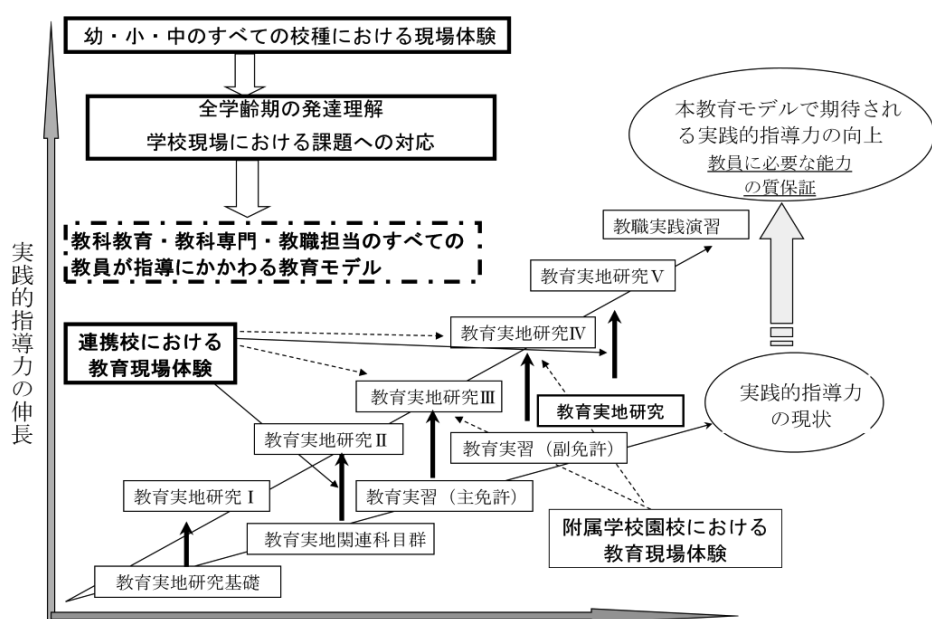 幼・小・中のすべての校種における現場体験
全学齢期の発達理解
学校現場における課題への対応
教科教育・教科専門・教職担当のすべての
教員が指導にかかわる教育モデル
本教育モデルで期待され
る実践的指導力の向上
教員に必要な能力
の質保証
教職実践演習
教育実地研究Ⅴ
教育実地研究Ⅳ
連携校における
教育現場体験
教育実地研究Ⅲ
教育実地研究
実践的指導力
の現状
教育実地研究Ⅱ
教育実習（副免許）
教育実地研究Ⅰ
教育実習（主免許）
教育実地関連科目群
附属学校園校における
教育現場体験
教育実地研究基礎
実践的指導力の伸長